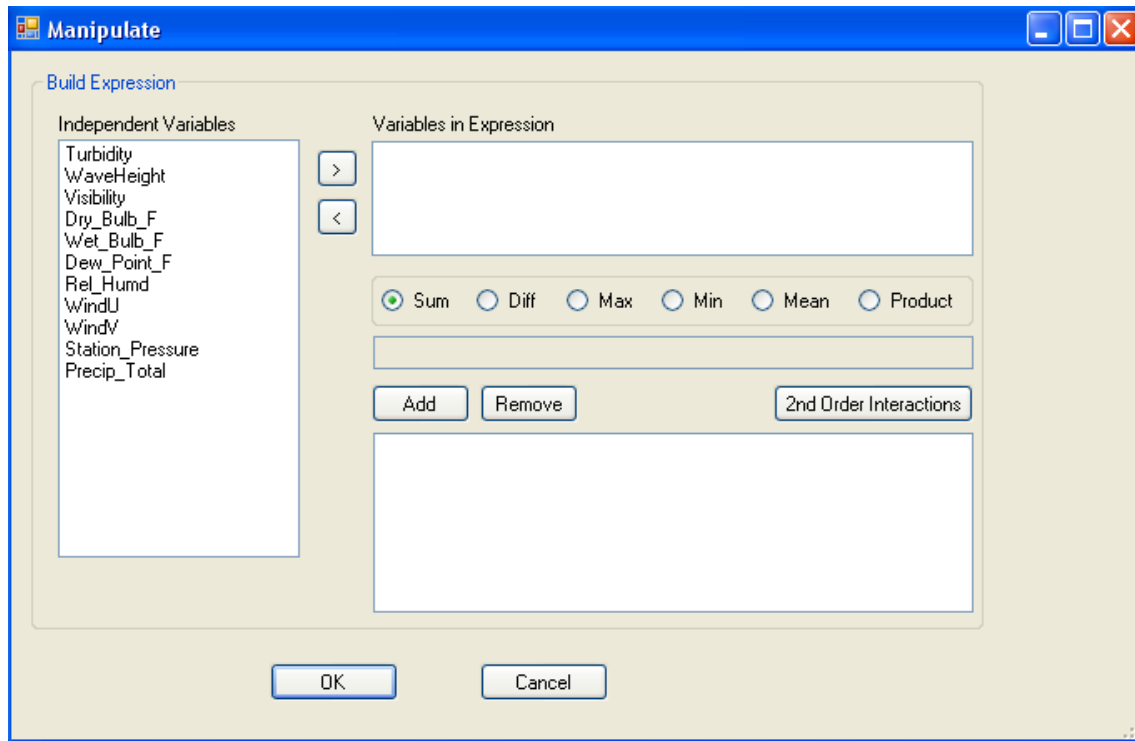 Manipulate
Build Expression
Independent Variables
Turbidity
WaveHeight
Visibility
Dry_Bulb_F
Wet_Bulb_F
Dew_Point_F
Rel_Humd
WindU
WindV
Station_Pressure
Precip_Total
>
<
Variables in Expression
Sum Diff Max Min Mean Product
Add Remove 2nd Order Interactions
OK Cancel